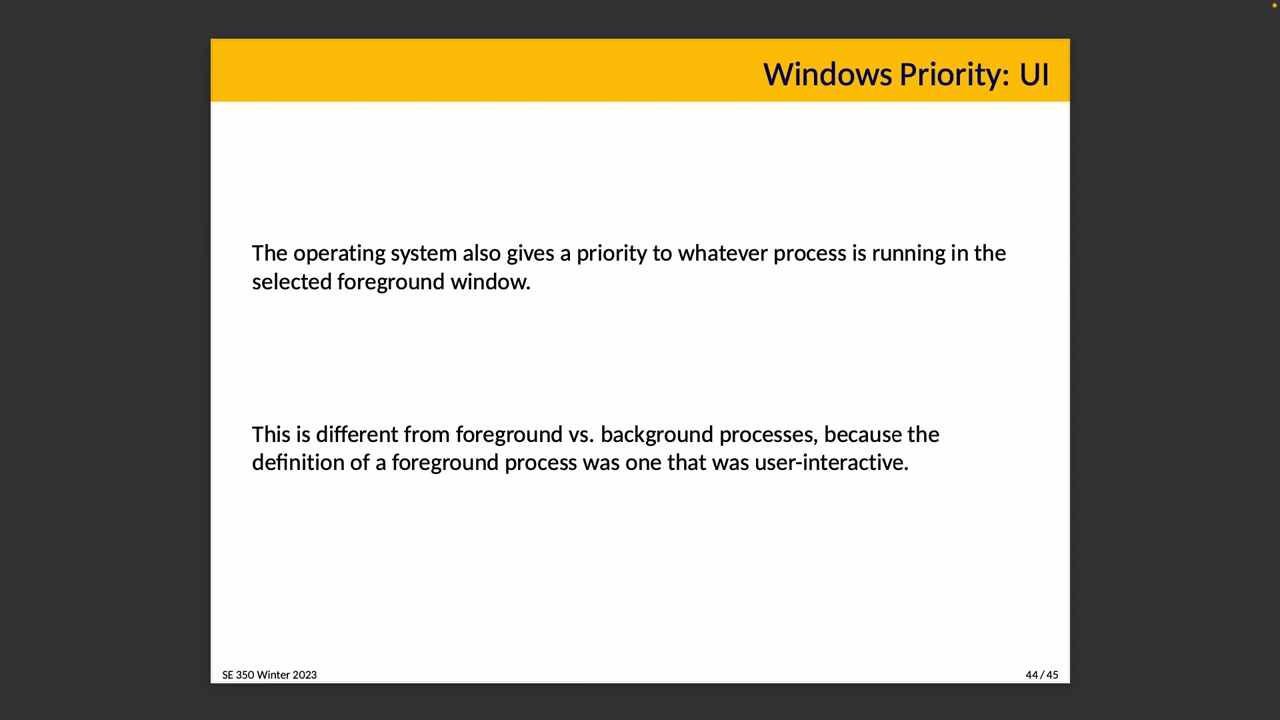 Windows Priority: UI
The operating system also gives a priority to whatever process is running in the
selected foreground window.
This is different from foreground vs. background processes, because the
definition of a foreground process was one that was user-interactive.
SE 350 Winter 2023
44 / 45